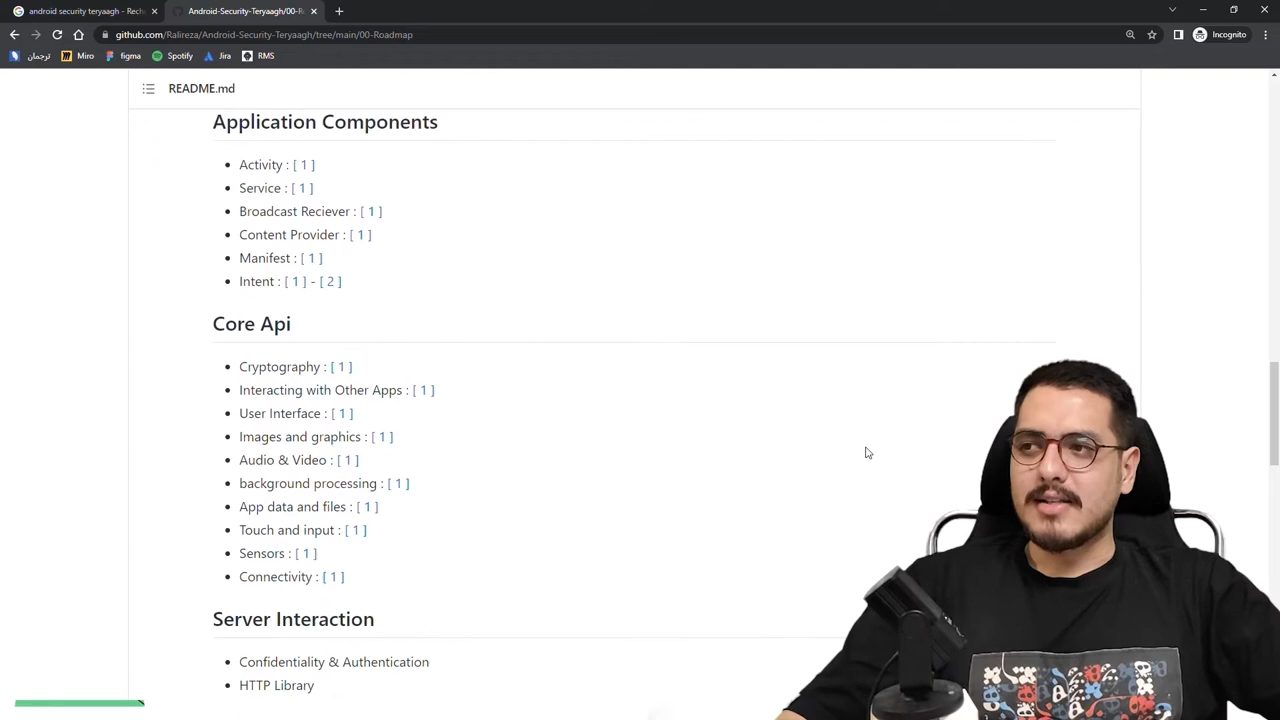 android security teryaagh - Rech
Android-Security-Teryaagh/00-Ro
github.com/Ralireza/Android-Security-Teryaagh/tree/main/00-Roadmap
Incognito
ترجمان
Miro
figma
Spotify
Jira
RMS
README.md
Application Components
Activity : [ 1 ]
Service : [ 1 ]
Broadcast Reciever : [ 1 ]
Content Provider : [ 1 ]
Manifest : [ 1 ]
Intent : [ 1 ] - [ 2 ]
Core Api
Cryptography : [ 1 ]
Interacting with Other Apps : [ 1 ]
User Interface : [ 1 ]
Images and graphics : [ 1 ]
Audio & Video : [ 1 ]
background processing : [ 1 ]
App data and files : [ 1 ]
Touch and input : [ 1 ]
Sensors : [ 1 ]
Connectivity : [ 1 ]
Server Interaction
Confidentiality & Authentication
HTTP Library